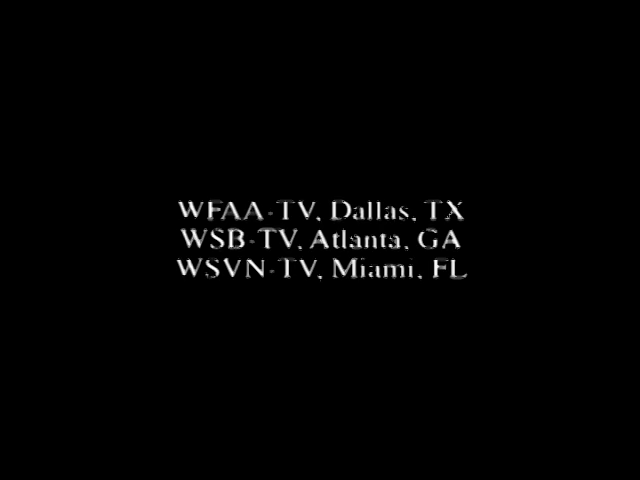 WFAA-TV, Dallas, TX
WSB-TV, Atlanta, GA
WSVN-TV, Miami, FL